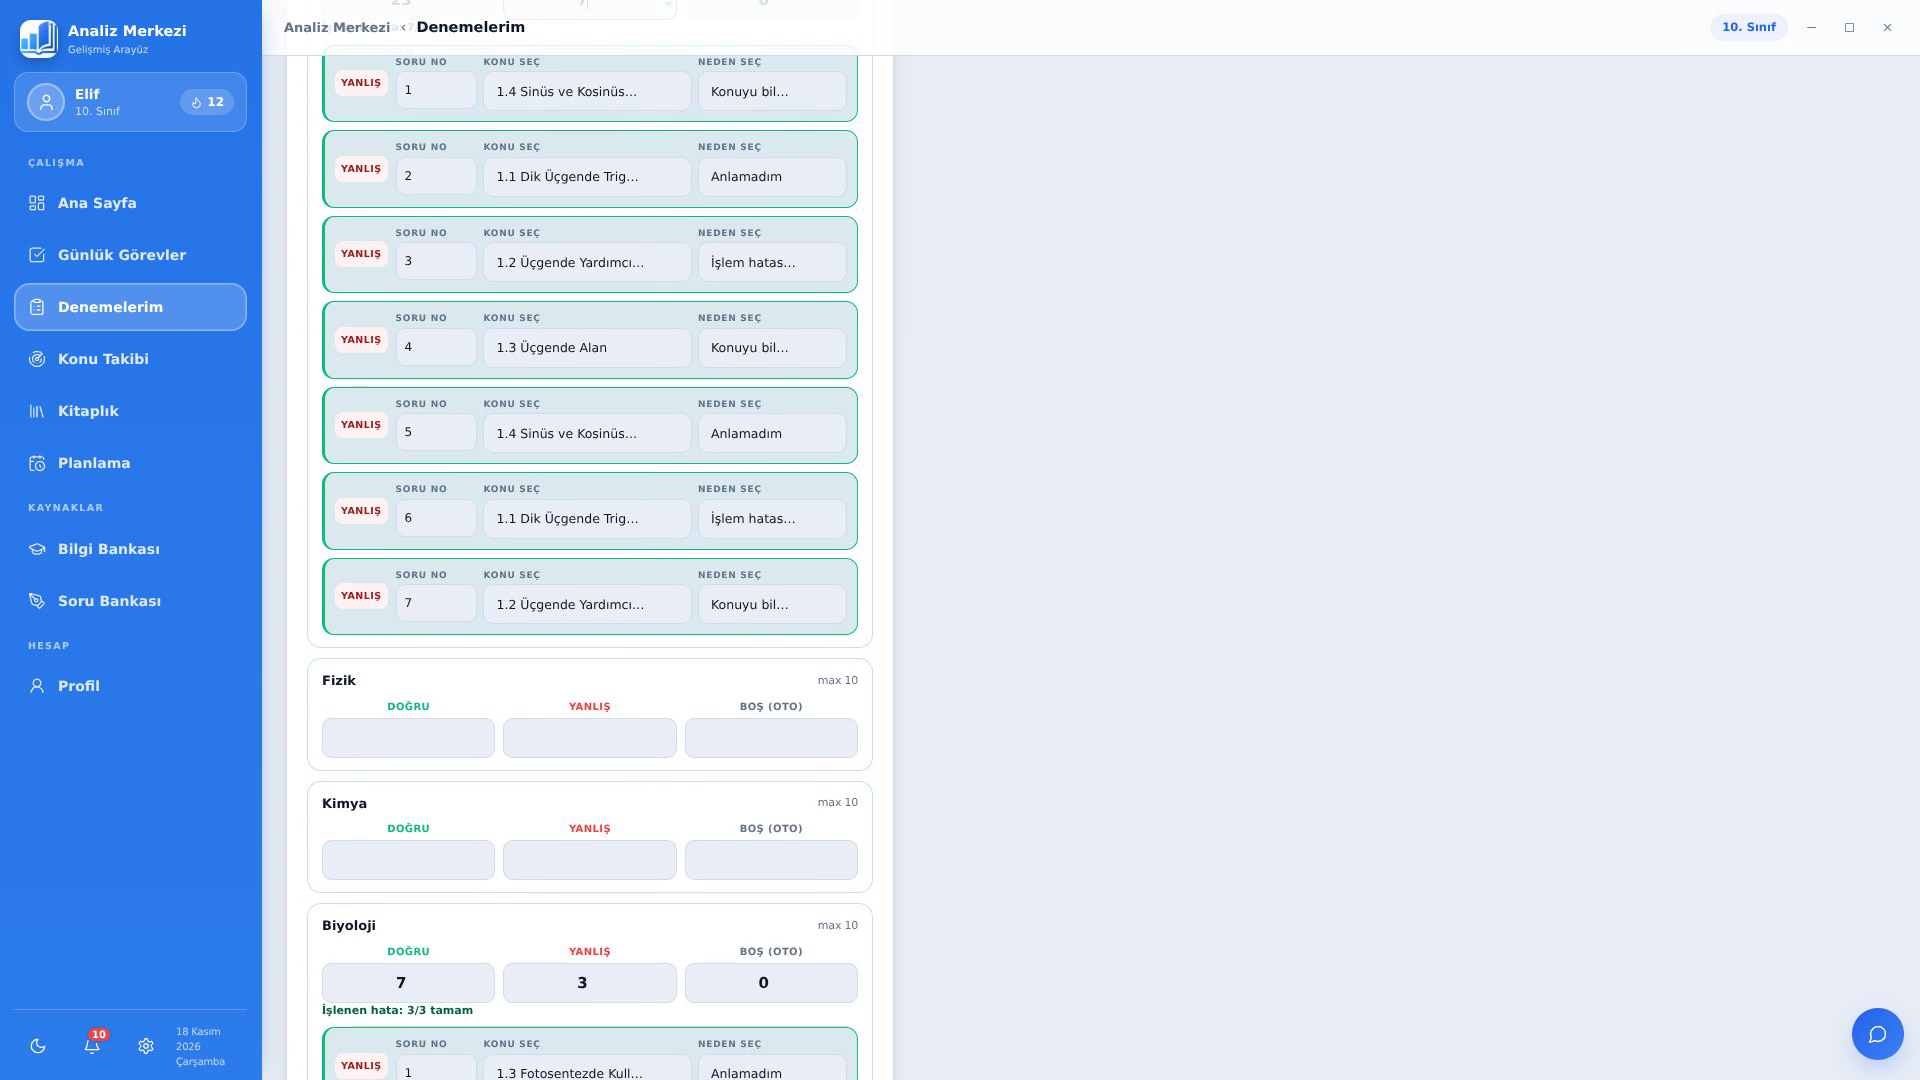 Analiz Merkezi
Gelişmiş Arayüz
Elif
10. Sınıf
12
ÇALIŞMA
Ana Sayfa
Günlük Görevler
Denemelerim
Konu Takibi
Kitaplık
Planlama
KAYNAKLAR
Bilgi Bankası
Soru Bankası
HESAP
Profil
10
18 Kasım
2026
Çarşamba
Analiz Merkezi ‹ Denemelerim
10. Sınıf
SORU NO KONU SEÇ NEDEN SEÇ
YANLIŞ 1 1.4 Sinüs ve Kosinüs... Konuyu bil...
SORU NO KONU SEÇ NEDEN SEÇ
YANLIŞ 2 1.1 Dik Üçgende Trig... Anlamadım
SORU NO KONU SEÇ NEDEN SEÇ
YANLIŞ 3 1.2 Üçgende Yardımcı... İşlem hatas...
SORU NO KONU SEÇ NEDEN SEÇ
YANLIŞ 4 1.3 Üçgende Alan Konuyu bil...
SORU NO KONU SEÇ NEDEN SEÇ
YANLIŞ 5 1.4 Sinüs ve Kosinüs... Anlamadım
SORU NO KONU SEÇ NEDEN SEÇ
YANLIŞ 6 1.1 Dik Üçgende Trig... İşlem hatas...
SORU NO KONU SEÇ NEDEN SEÇ
YANLIŞ 7 1.2 Üçgende Yardımcı... Konuyu bil...
Fizik max 10
DOĞRU YANLIŞ BOŞ (OTO)
Kimya max 10
DOĞRU YANLIŞ BOŞ (OTO)
Biyoloji max 10
DOĞRU YANLIŞ BOŞ (OTO)
7 3 0
İşlenen hata: 3/3 tamam
SORU NO KONU SEÇ NEDEN SEÇ
YANLIŞ 1 1.3 Fotosentezde Kull... Anlamadım